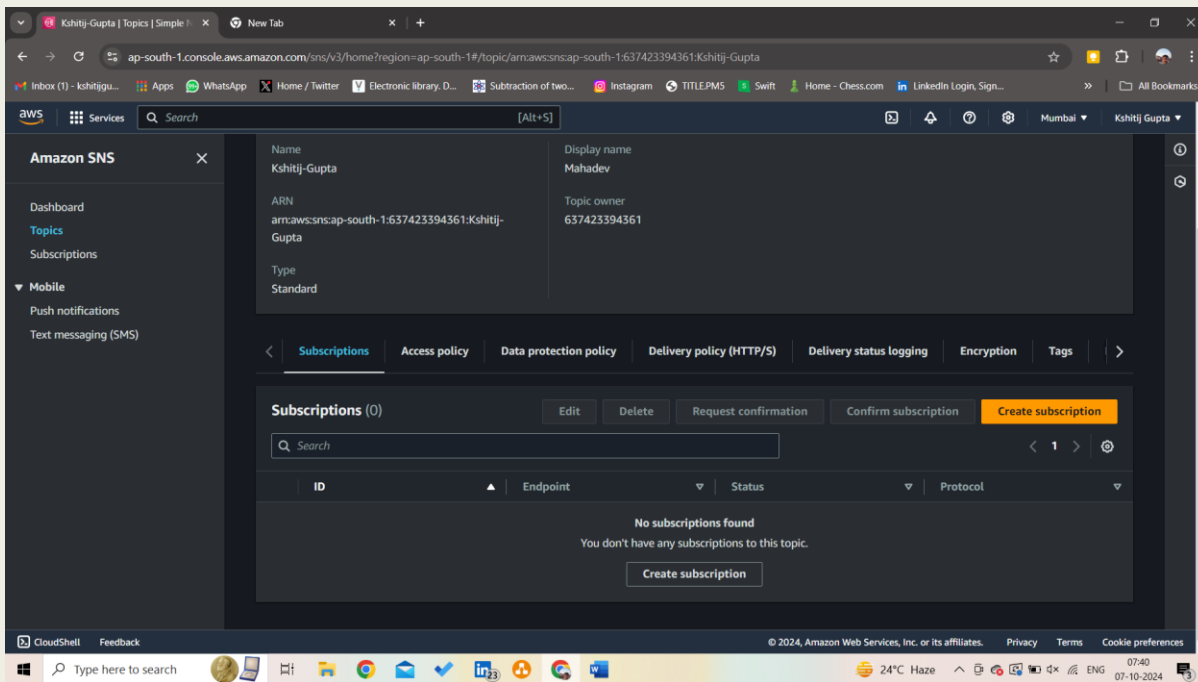 Kshitij-Gupta | Topics | Simple N
New Tab
ap-south-1.console.aws.amazon.com/sns/v3/home?region=ap-south-1#/topic/arn:aws:sns:ap-south-1:637423394361:Kshitij-Gupta
Inbox (1) - kshitijgu... Apps WhatsApp Home / Twitter Electronic library. D... Subtraction of two... Instagram TITLE.PM5 Swift Home - Chess.com LinkedIn Login, Sign... » All Bookmarks
aws Services Search [Alt+S] Mumbai Kshitij Gupta
Amazon SNS
Dashboard
Topics
Subscriptions
Mobile
Push notifications
Text messaging (SMS)
Name
Kshitij-Gupta
Display name
Mahadev
ARN
arn:aws:sns:ap-south-1:637423394361:Kshitij-
Gupta
Topic owner
637423394361
Type
Standard
Subscriptions Access policy Data protection policy Delivery policy (HTTP/S) Delivery status logging Encryption Tags
Subscriptions (0) Edit Delete Request confirmation Confirm subscription Create subscription
Search 1
ID Endpoint Status Protocol
No subscriptions found
You don't have any subscriptions to this topic.
Create subscription
CloudShell Feedback © 2024, Amazon Web Services, Inc. or its affiliates. Privacy Terms Cookie preferences
Type here to search 23 24°C Haze ENG 07:40
07-10-2024 3